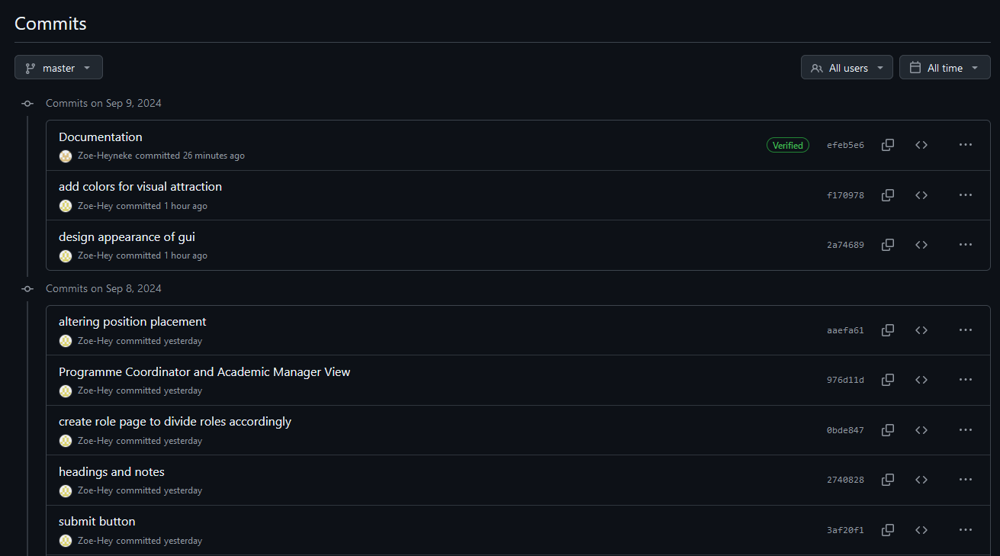 Commits
master
All users
All time
Commits on Sep 9, 2024
Documentation
Verified
efeb5e6
Zoe-Heyneke committed 26 minutes ago
add colors for visual attraction
f170978
Zoe-Hey committed 1 hour ago
design appearance of gui
2a74689
Zoe-Hey committed 1 hour ago
Commits on Sep 8, 2024
altering position placement
aaefa61
Zoe-Hey committed yesterday
Programme Coordinator and Academic Manager View
976d11d
Zoe-Hey committed yesterday
create role page to divide roles accordingly
0bde847
Zoe-Hey committed yesterday
headings and notes
2740828
Zoe-Hey committed yesterday
submit button
3af20f1
Zoe-Hey committed yesterday